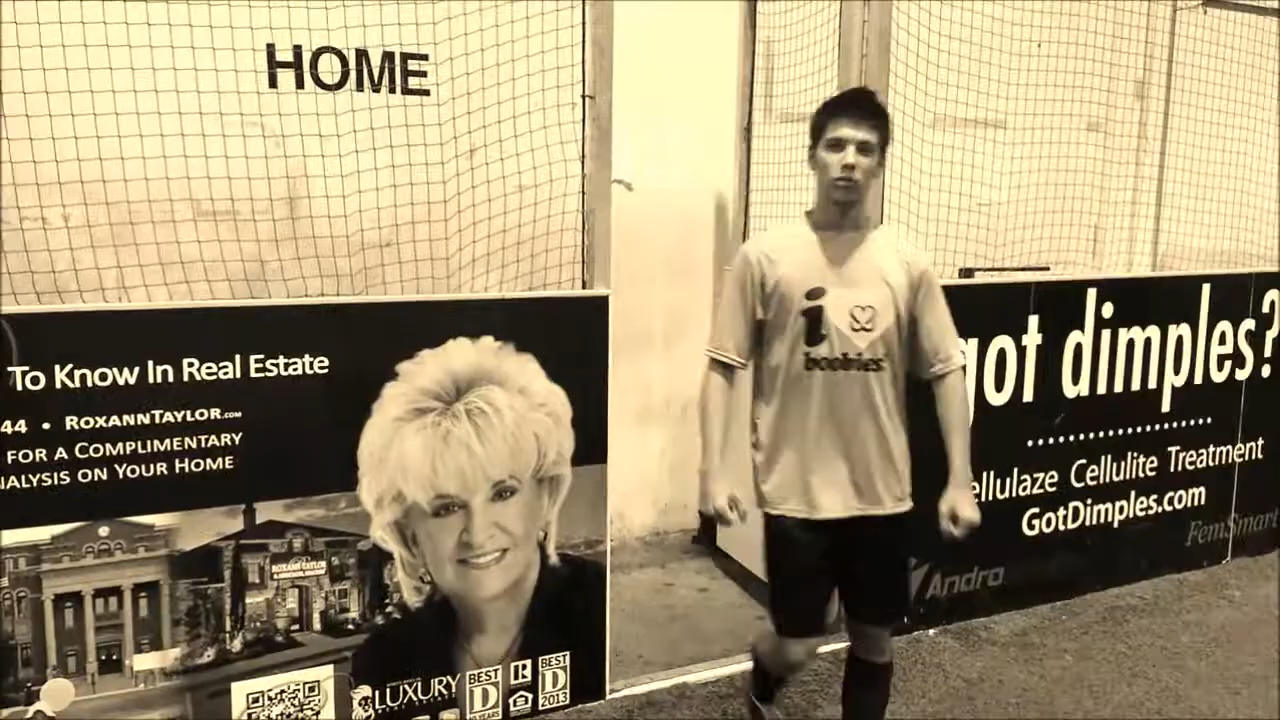 HOME
To Know In Real Estate
44 • ROXANNTAYLOR.COM
FOR A COMPLIMENTARY
NALYSIS ON YOUR HOME
ROXANN TAYLOR
LUXURY
BEST
D
R
BEST
D
2013
i
boobies
got dimples?
ellulaze Cellulite Treatment
GotDimples.com
FemSmart
Andro